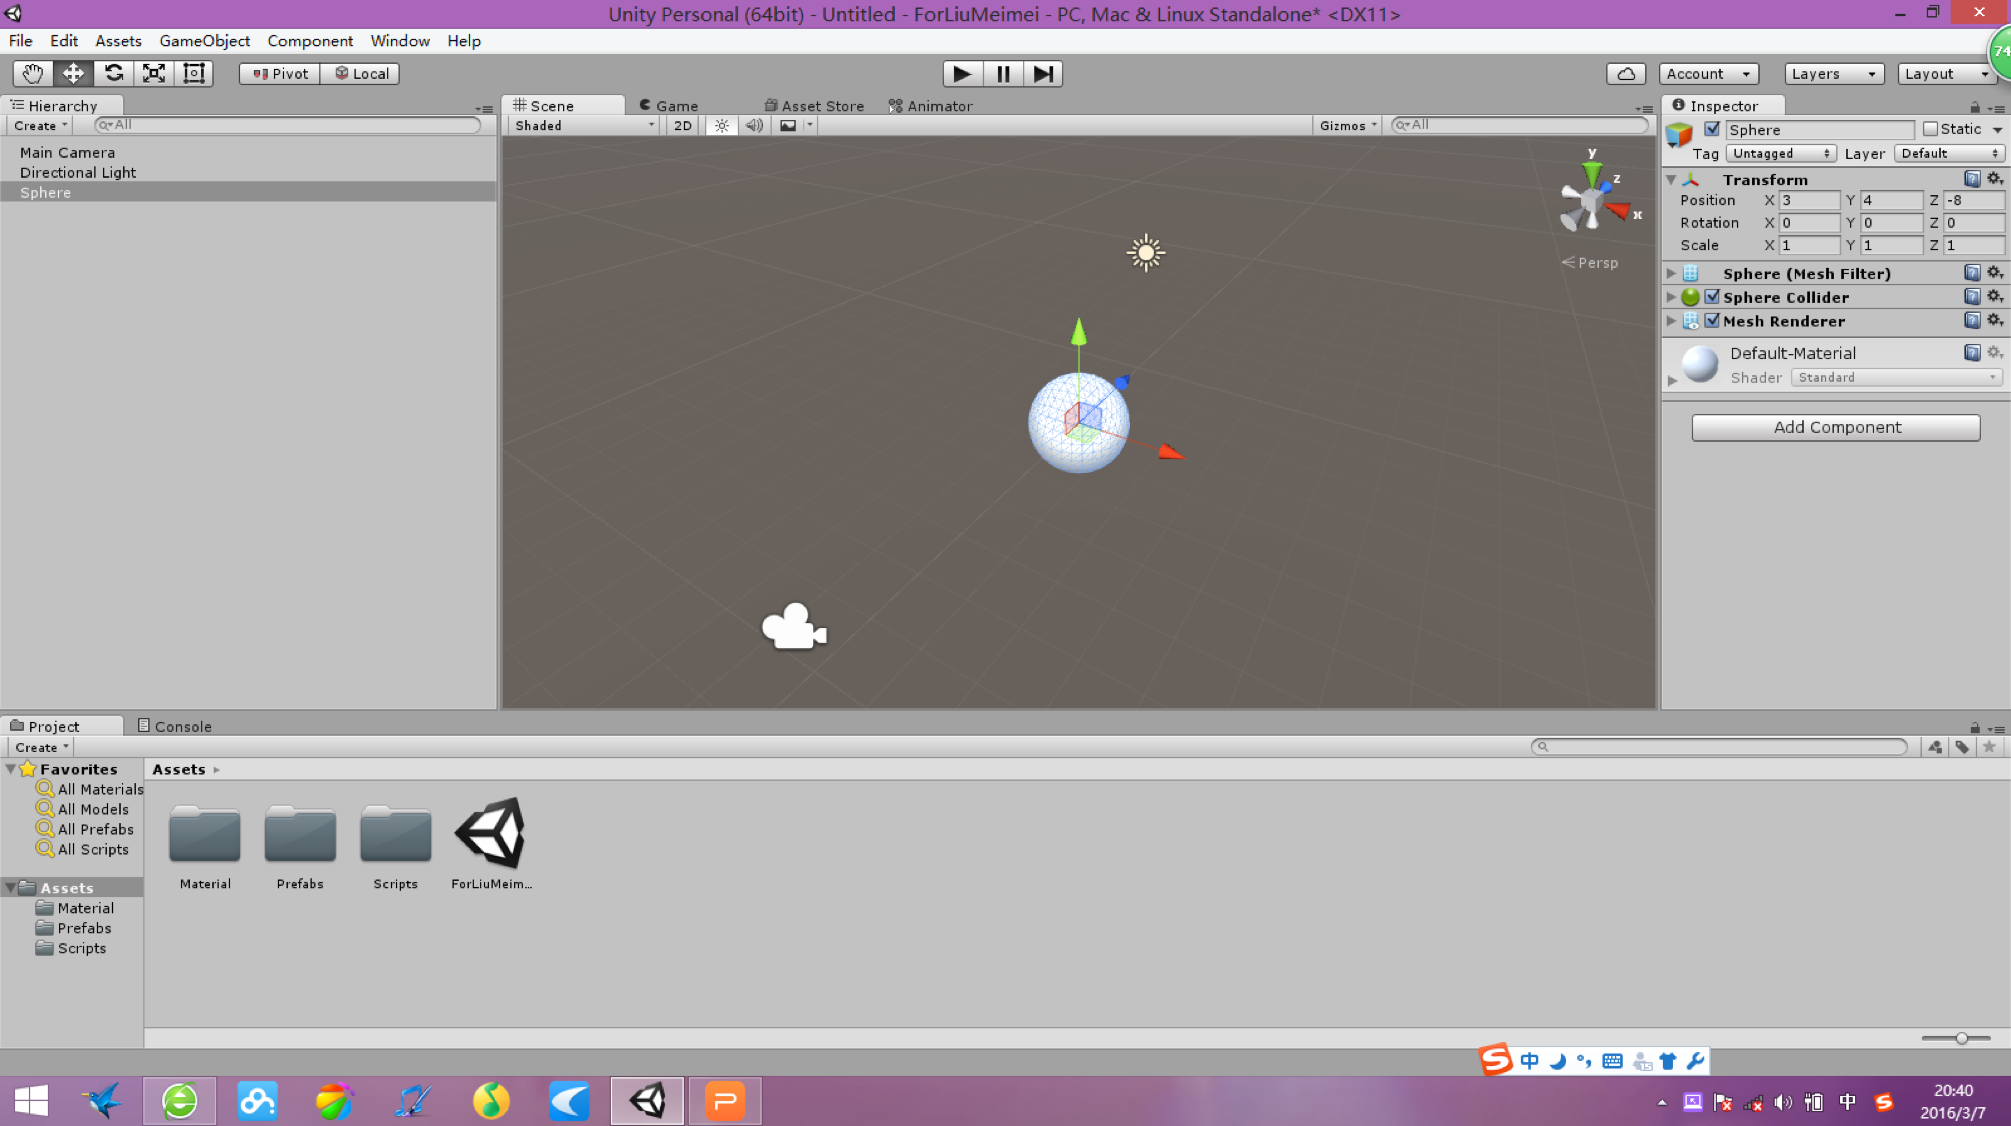 Unity Personal (64bit) - Untitled - ForLiuMeimei - PC, Mac & Linux Standalone* <DX11>
File Edit Assets GameObject Component Window Help
74
Pivot Local Account Layers Layout
Hierarchy
Create All
Main Camera
Directional Light
Sphere
Scene Game Asset Store Animator
Shaded 2D Gizmos All
y
z
x
Persp
Inspector
Sphere Static
Tag Untagged Layer Default
Transform
Position X 3 Y 4 Z -8
Rotation X 0 Y 0 Z 0
Scale X 1 Y 1 Z 1
Sphere (Mesh Filter)
Sphere Collider
Mesh Renderer
Default-Material
Shader Standard
Add Component
Project Console
Create
Favorites
All Materials
All Models
All Prefabs
All Scripts
Assets
Material
Prefabs
Scripts
Assets
Material Prefabs Scripts ForLiuMeim...
S 中
P
中 S
20:40
2016/3/7